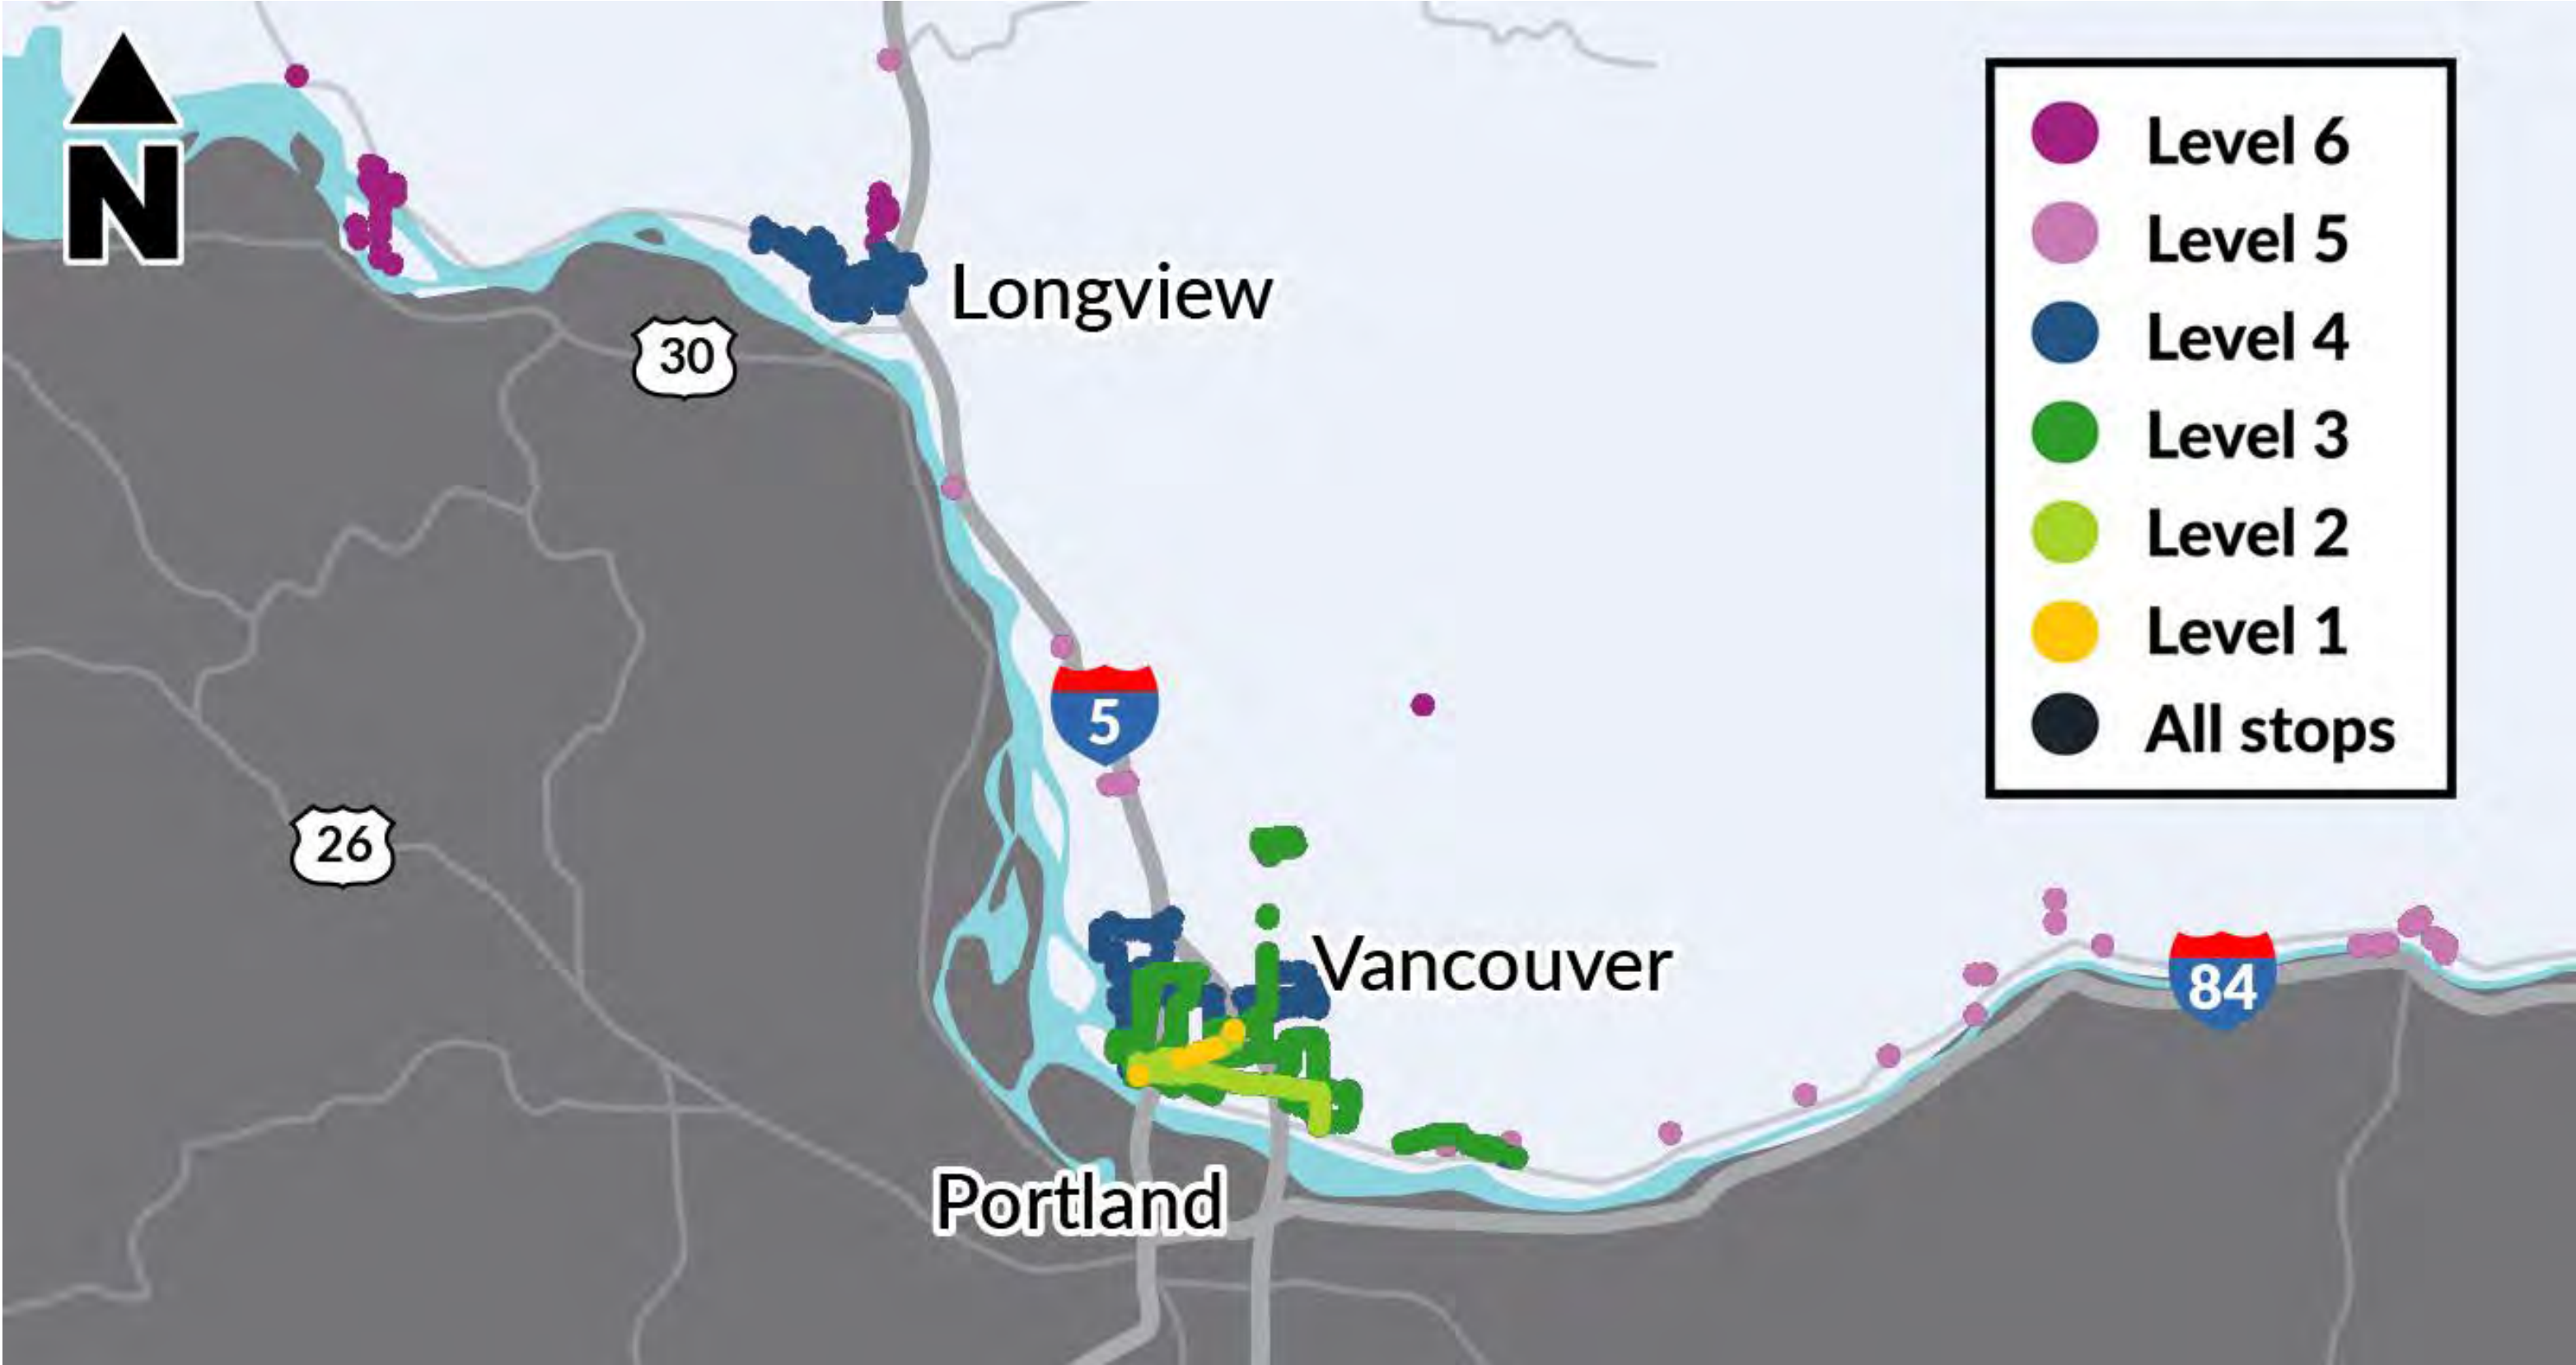 N
Level 6
Level 5
Level 4
Level 3
Level 2
Level 1
All stops
Longview
30
5
26
Vancouver
84
Portland